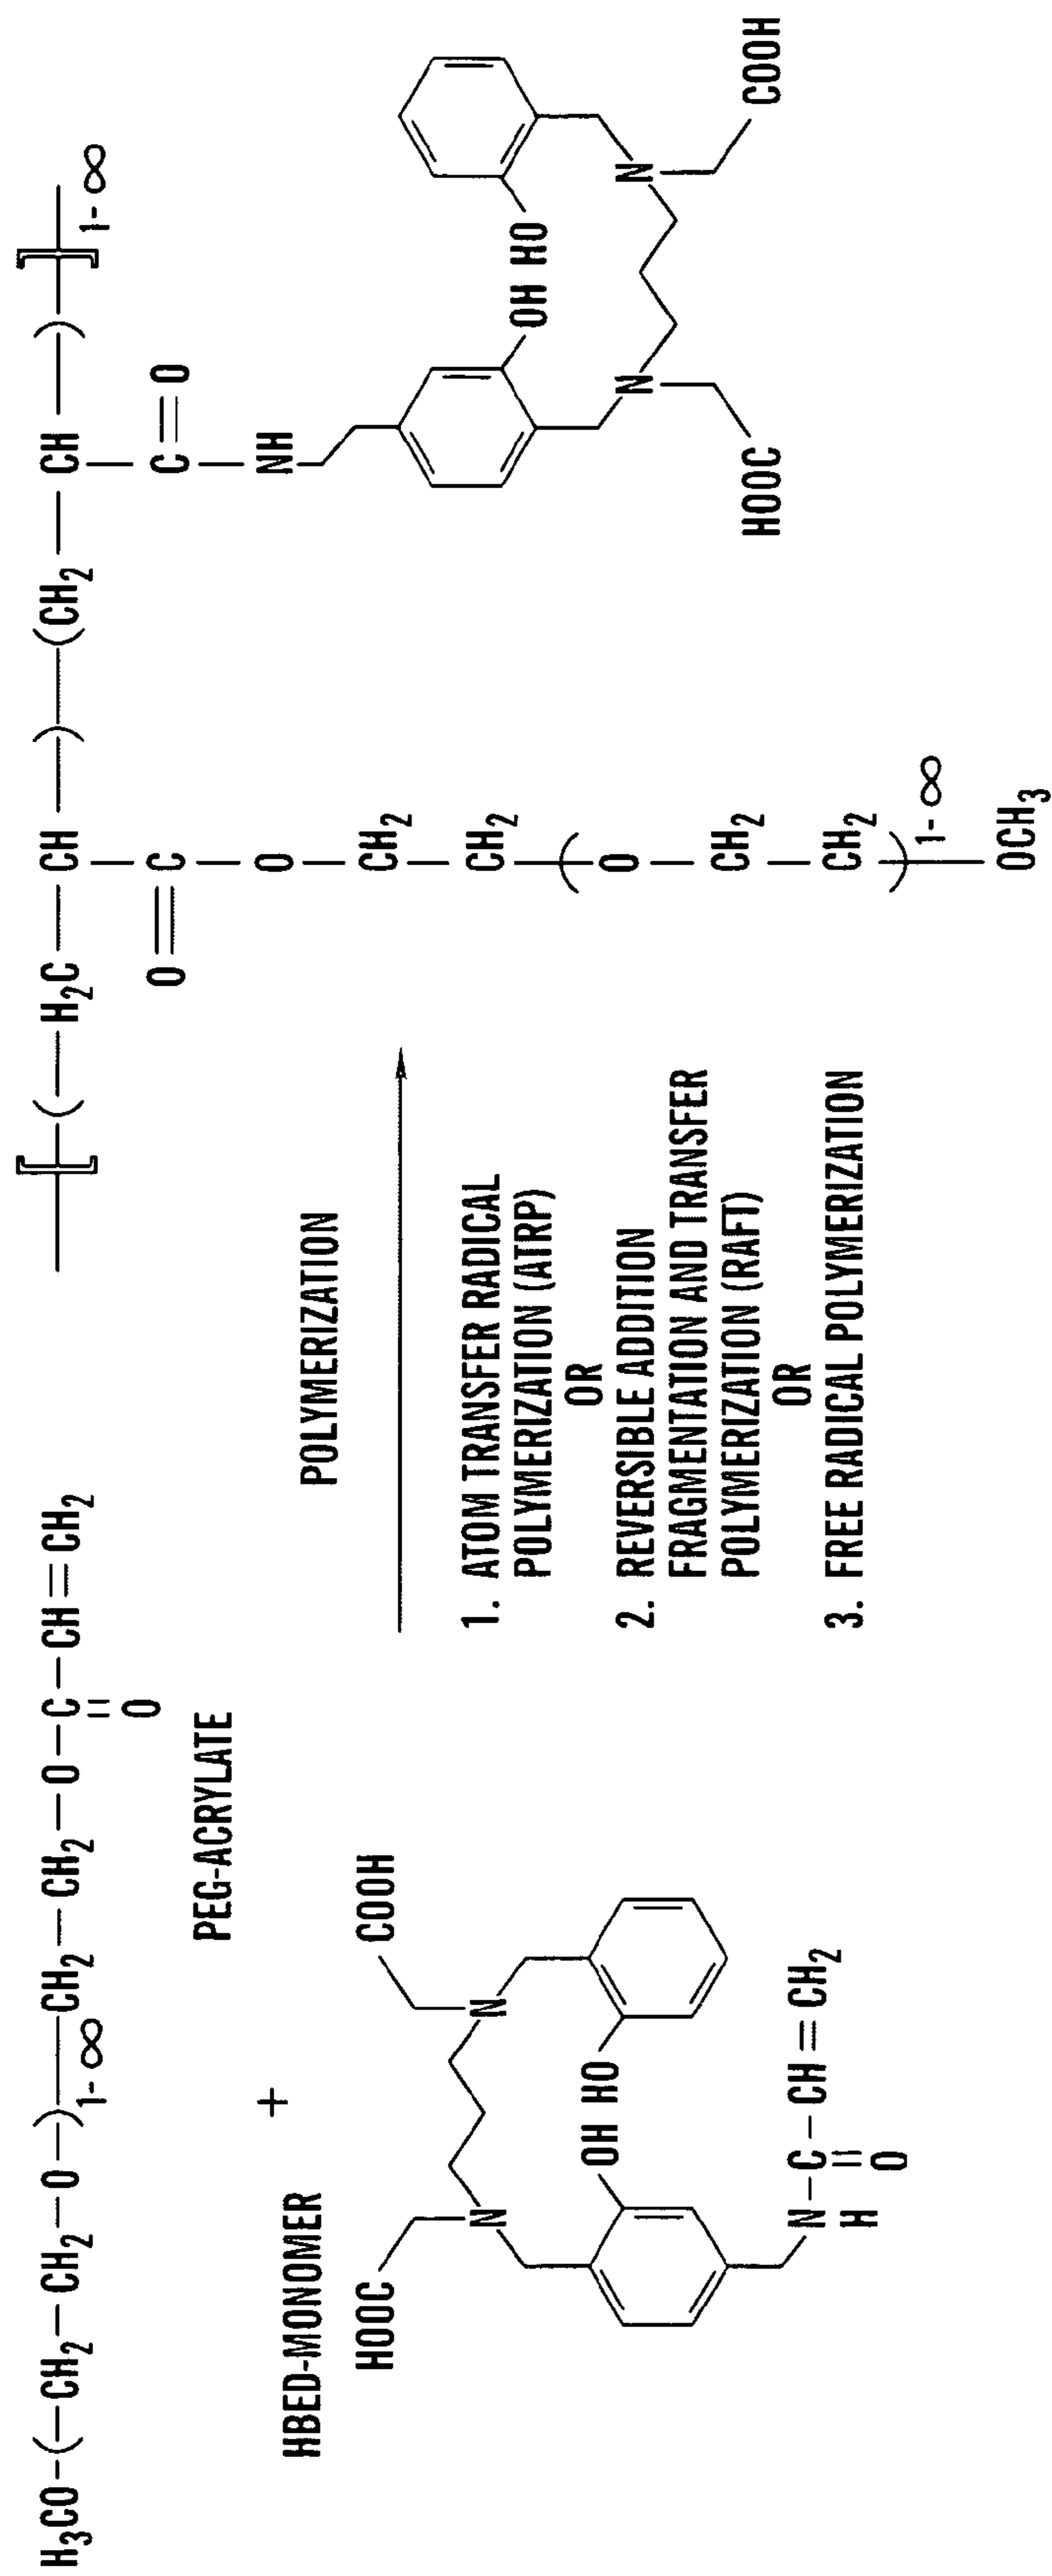 H3CO-(-CH2-CH2-O-)1-∞-CH2-CH2-O-C-CH=CH2
O
PEG-ACRYLATE
+
HBED-MONOMER
HOOC COOH
N N
OH HO
N-C-CH=CH2
H O
POLYMERIZATION
1. ATOM TRANSFER RADICAL
POLYMERIZATION (ATRP)
OR
2. REVERSIBLE ADDITION
FRAGMENTATION AND TRANSFER
POLYMERIZATION (RAFT)
OR
3. FREE RADICAL POLYMERIZATION
[-(-H2C-CH-)-(CH2-CH-)-]1-∞
O=C C=O
O NH
CH2
CH2
(O
CH2
CH2)1-∞
OCH3
OH HO
N N
HOOC COOH